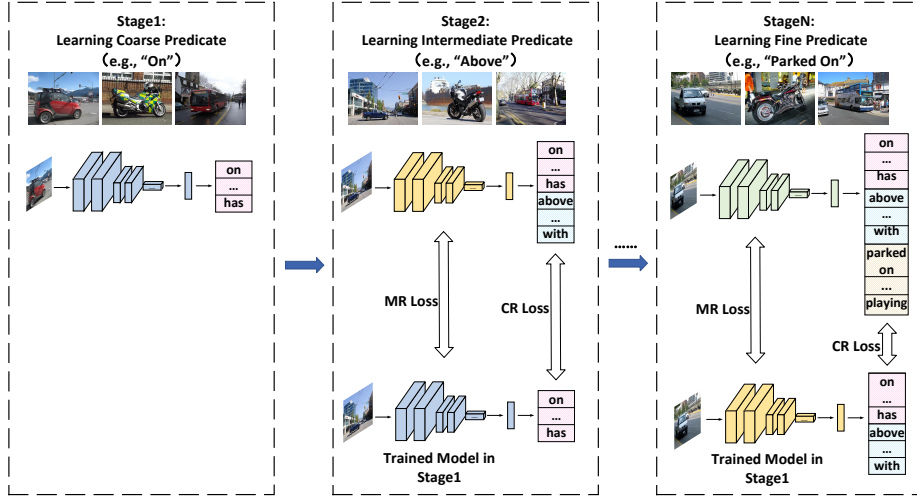 Stage1:
Learning Coarse Predicate
(e.g., “On”)
on
...
has
Stage2:
Learning Intermediate Predicate
(e.g., “Above”)
on
...
has
above
...
with
MR Loss
CR Loss
on
...
has
Trained Model in
Stage1
......
StageN:
Learning Fine Predicate
(e.g., “Parked On”)
on
...
has
above
...
with
parked
on
...
playing
MR Loss
CR Loss
on
...
has
above
...
with
Trained Model in
Stage1